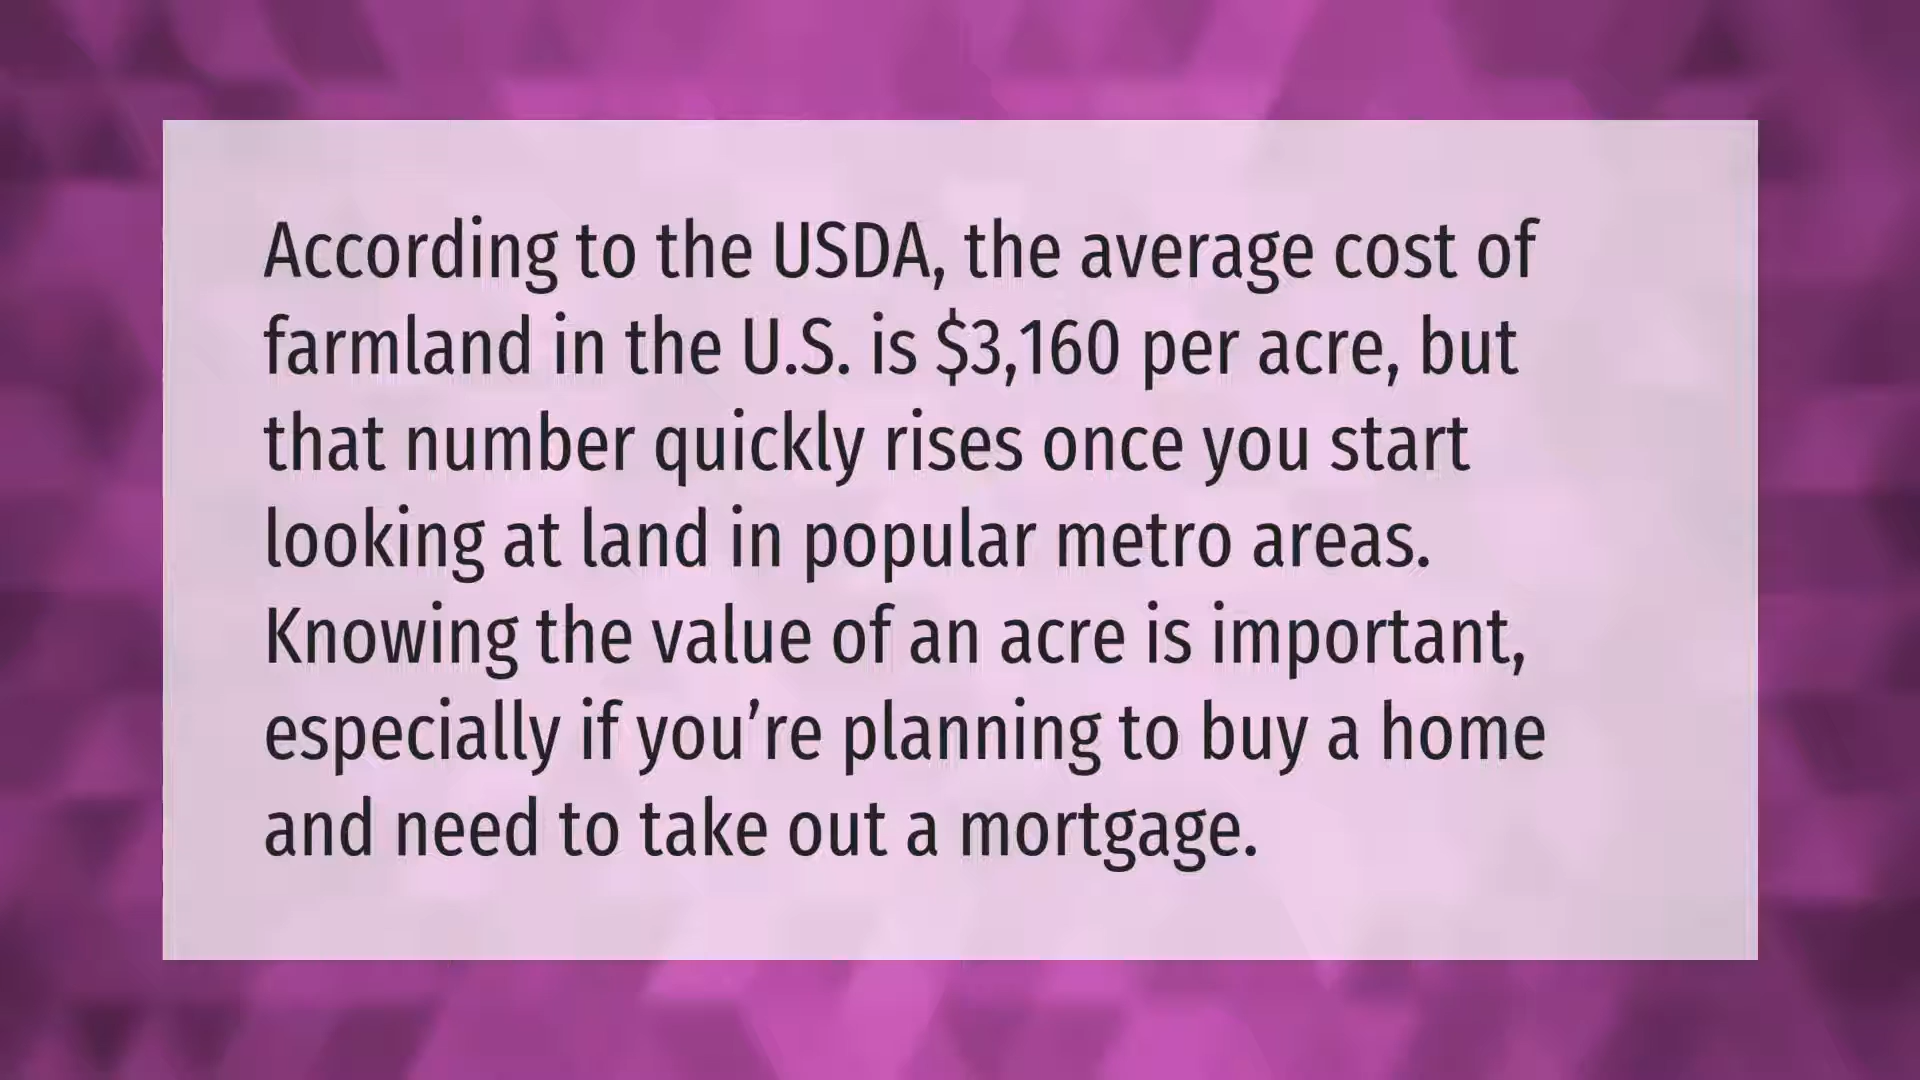 According to the USDA, the average cost of
farmland in the U.S. is $3,160 per acre, but
that number quickly rises once you start
looking at land in popular metro areas.
Knowing the value of an acre is important,
especially if you’re planning to buy a home
and need to take out a mortgage.